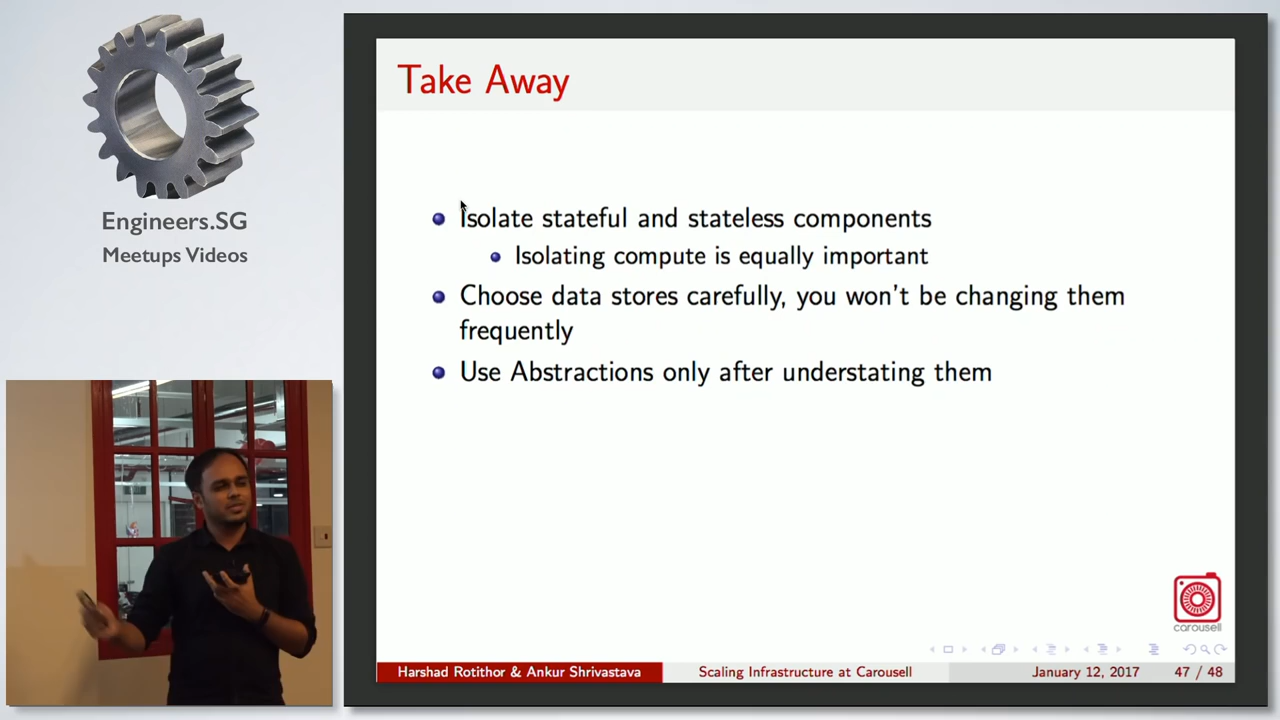 Engineers.SG
Meetups Videos
Take Away
Isolate stateful and stateless components
Isolating compute is equally important
Choose data stores carefully, you won't be changing them
frequently
Use Abstractions only after understating them
carousell
Harshad Rotithor & Ankur Shrivastava
Scaling Infrastructure at Carousell
January 12, 2017
47 / 48